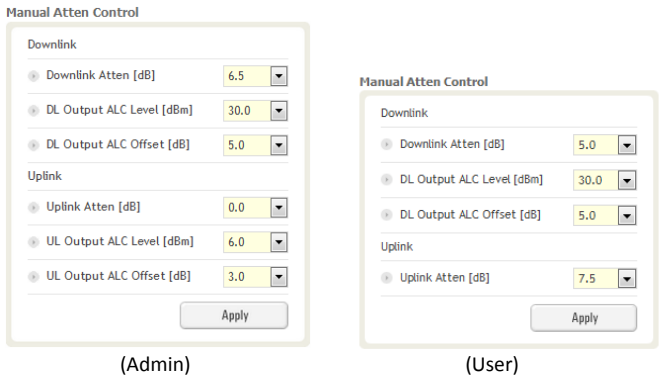 Manual Atten Control
Downlink
Downlink Atten [dB] 6.5
DL Output ALC Level [dBm] 30.0
DL Output ALC Offset [dB] 5.0
Uplink
Uplink Atten [dB] 0.0
UL Output ALC Level [dBm] 6.0
UL Output ALC Offset [dB] 3.0
Apply
(Admin)
Manual Atten Control
Downlink
Downlink Atten [dB] 5.0
DL Output ALC Level [dBm] 30.0
DL Output ALC Offset [dB] 5.0
Uplink
Uplink Atten [dB] 7.5
Apply
(User)